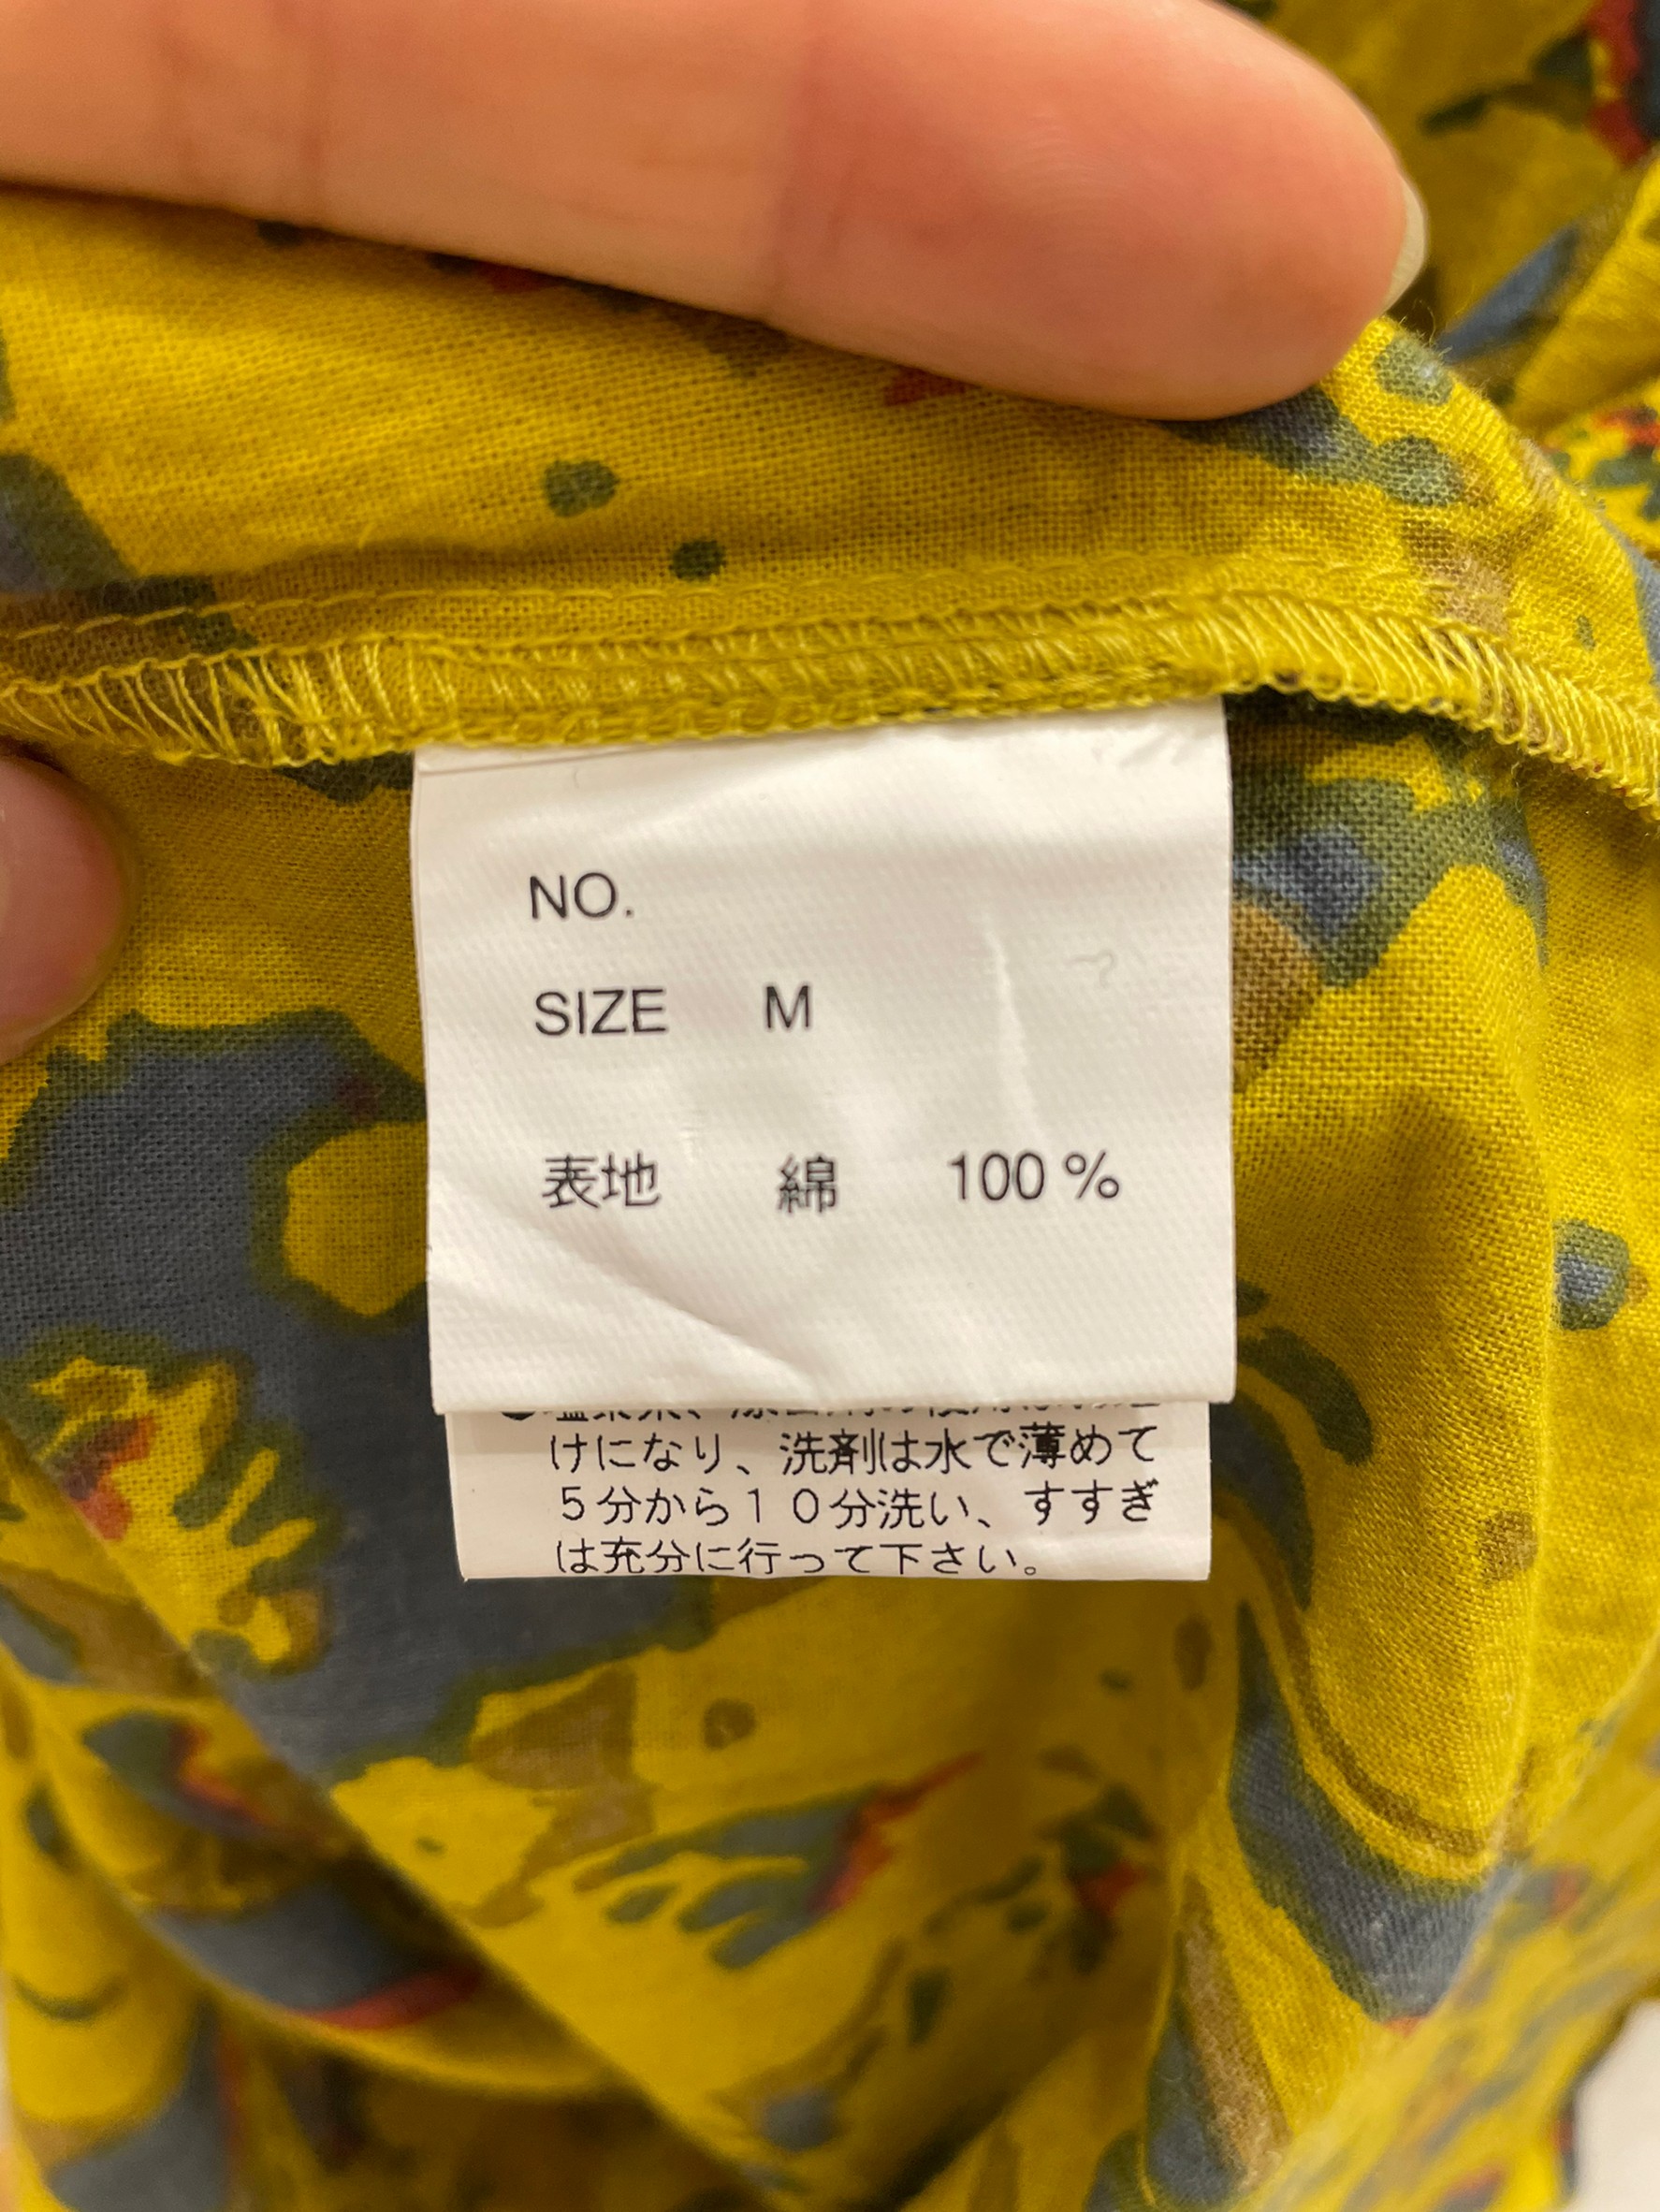 NO.
SIZE M
表地 綿 100%
けになり、洗剤は水で薄めて
5分から10分洗い、すすぎ
は充分に行って下さい。